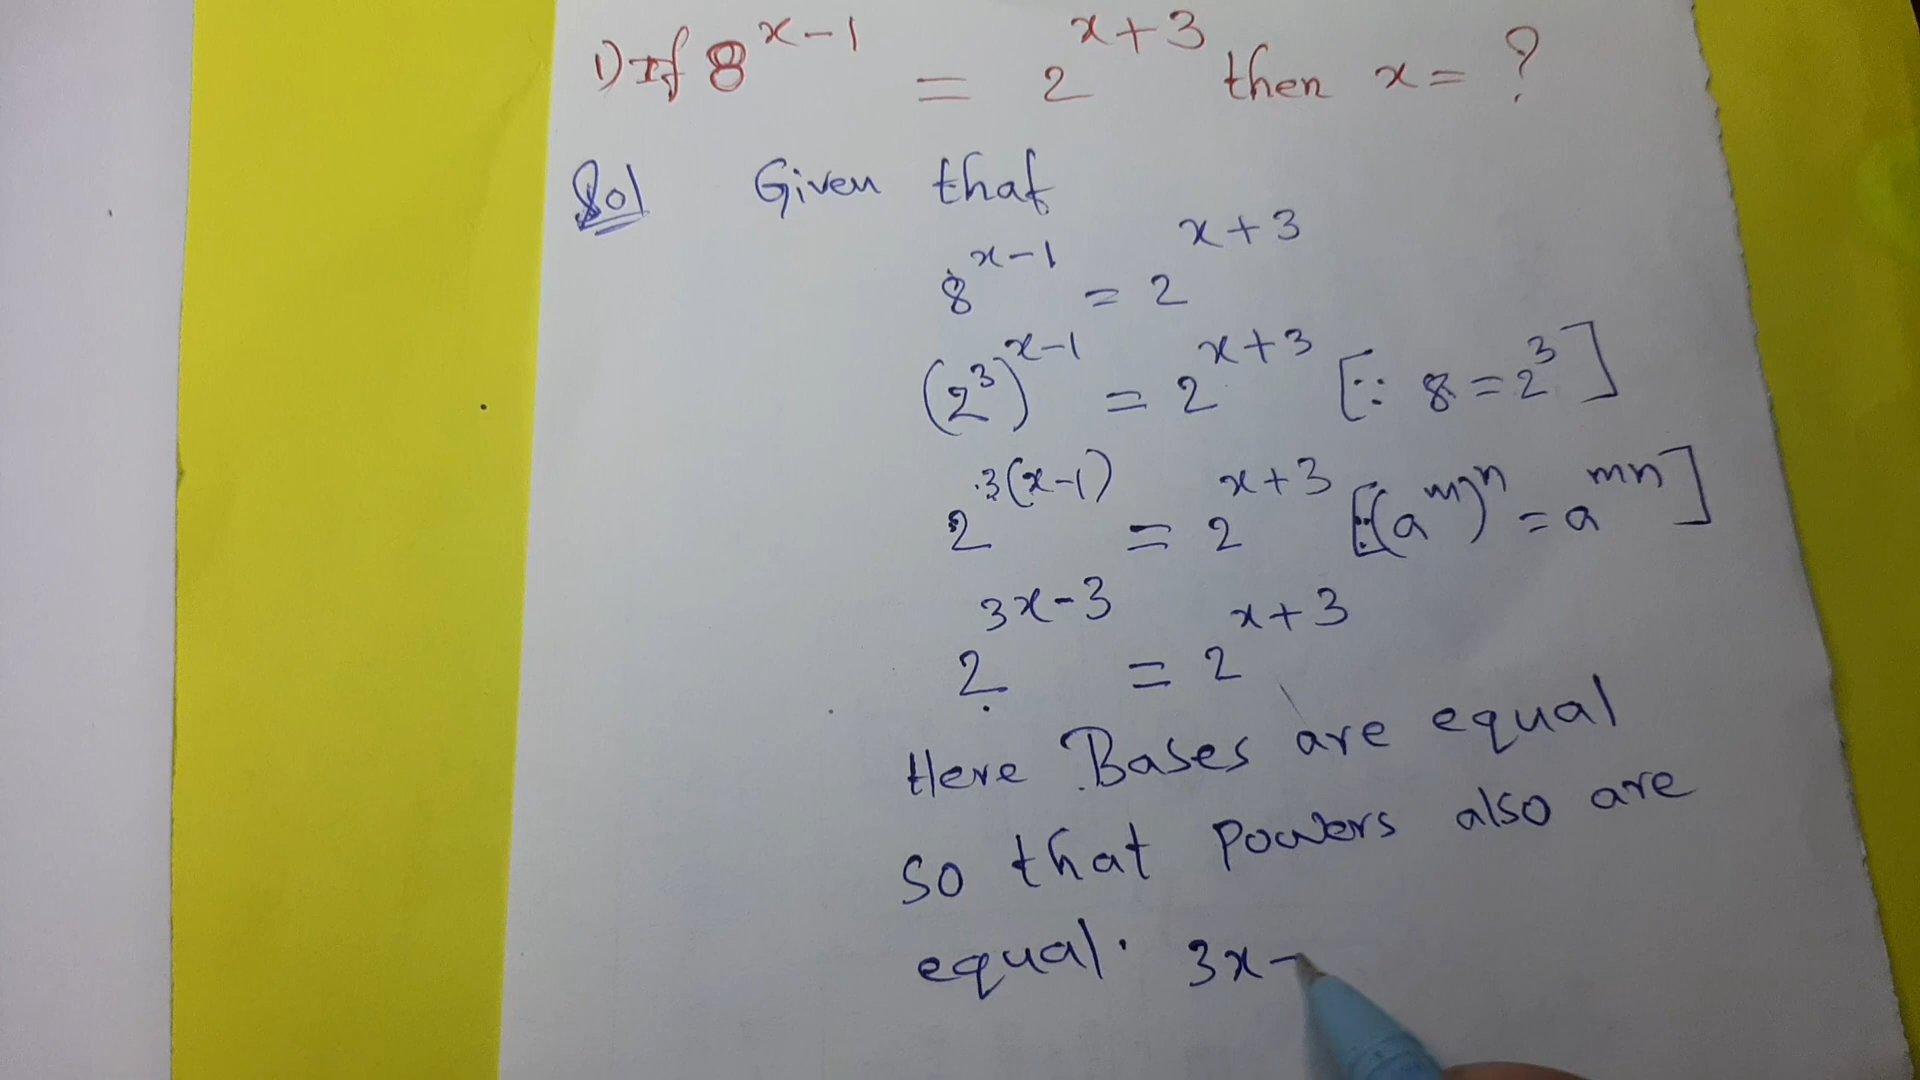 1) If 8^{x-1} = 2^{x+3} then x = ?
Sol Given that
8^{x-1} = 2^{x+3}
(2^3)^{x-1} = 2^{x+3} [∵ 8 = 2^3]
2^{3(x-1)} = 2^{x+3} [∵ (a^m)^n = a^{mn}]
2^{3x-3} = 2^{x+3}
Here Bases are equal
so that powers also are
equal. 3x -